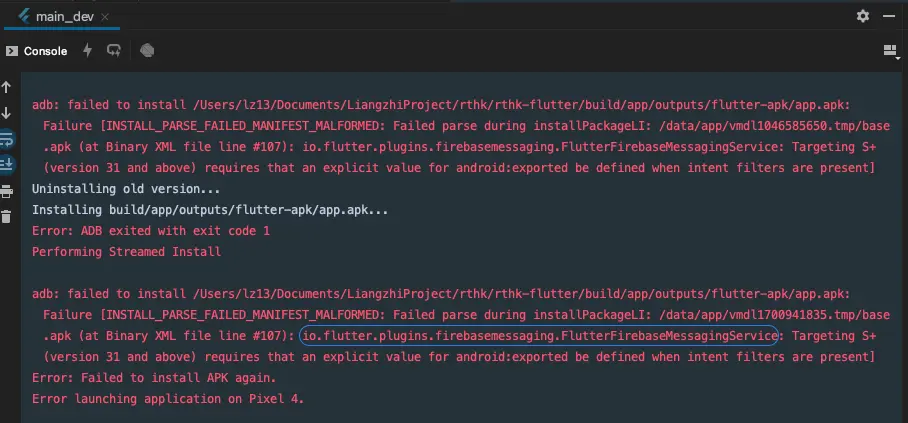 main_dev
Console
adb: failed to install /Users/lz13/Documents/LiangzhiProject/rthk/rthk-flutter/build/app/outputs/flutter-apk/app.apk:
Failure [INSTALL_PARSE_FAILED_MANIFEST_MALFORMED: Failed parse during installPackageLI: /data/app/vmdl1046585650.tmp/base
.apk (at Binary XML file line #107): io.flutter.plugins.firebasemessaging.FlutterFirebaseMessagingService: Targeting S+
(version 31 and above) requires that an explicit value for android:exported be defined when intent filters are present]
Uninstalling old version...
Installing build/app/outputs/flutter-apk/app.apk...
Error: ADB exited with exit code 1
Performing Streamed Install
adb: failed to install /Users/lz13/Documents/LiangzhiProject/rthk/rthk-flutter/build/app/outputs/flutter-apk/app.apk:
Failure [INSTALL_PARSE_FAILED_MANIFEST_MALFORMED: Failed parse during installPackageLI: /data/app/vmdl1700941835.tmp/base
.apk (at Binary XML file line #107): io.flutter.plugins.firebasemessaging.FlutterFirebaseMessagingService: Targeting S+
(version 31 and above) requires that an explicit value for android:exported be defined when intent filters are present]
Error: Failed to install APK again.
Error launching application on Pixel 4.